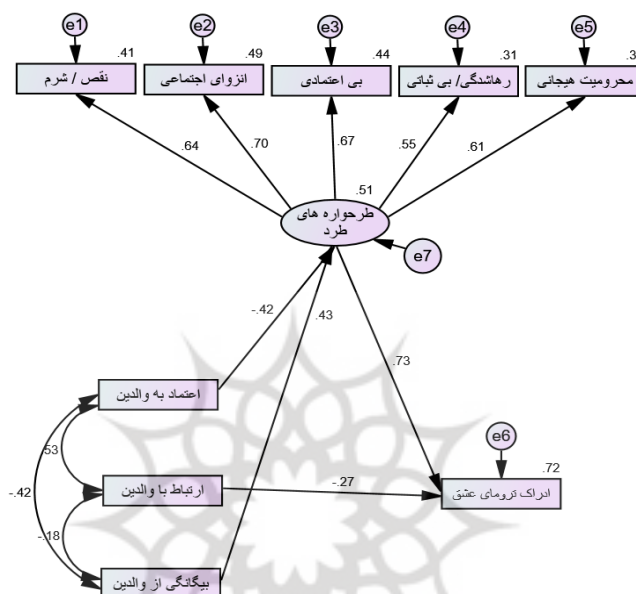 e1 e2 e3 e4 e5
.41 .49 .44 .31 .3
نقص / شرم
انزوای اجتماعی
بی اعتمادی
رهاشدگی/ بی ثباتی
محرومیت هیجانی
.64 .70 .67 .55 .61
.51
طرحواره های
طرد
e7
-.42 .43
.73
اعتماد به والدین
e6
.53
.72
-.42
ارتباط با والدین
-.27
ادراک ترومای عشق
-.18
بیگانگی از والدین